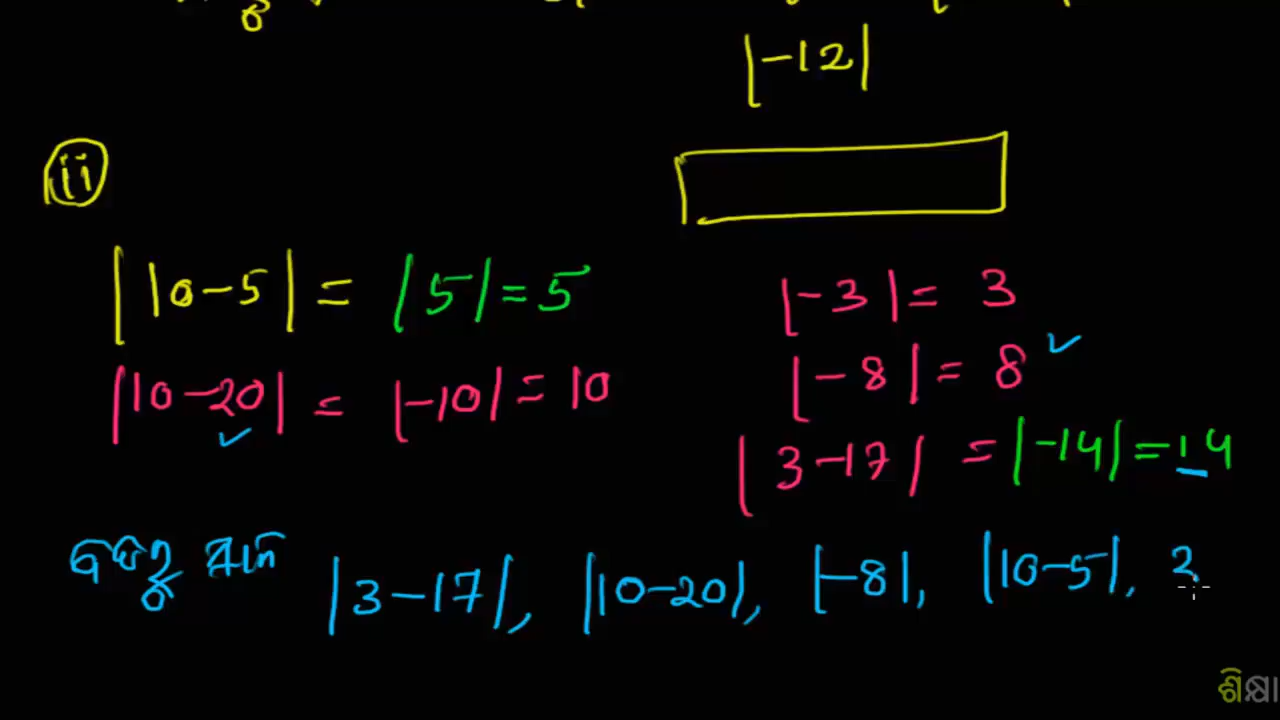 |-12|
ii
|10-5| = |5| = 5
|-3| = 3
|10-20| = |-10| = 10
|-8| = 8 ✓
|3-17| = |-14| = 14
|3-17|, |10-20|, |-8|, |10-5|, 3
ଶିକ୍ଷା